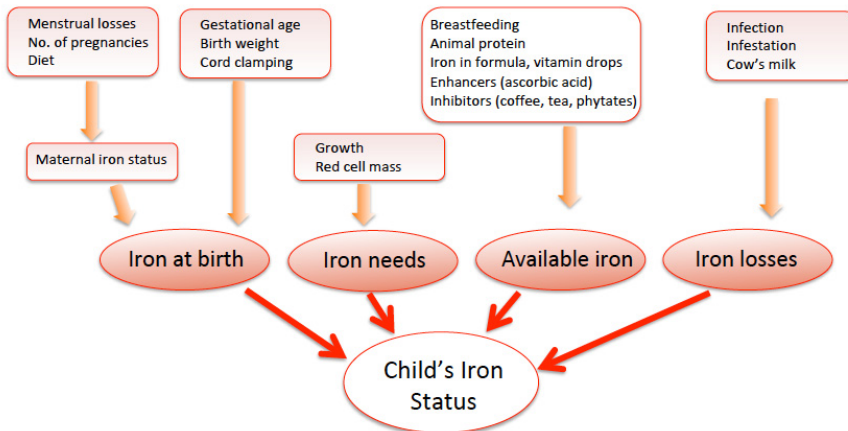 Menstrual losses
No. of pregnancies
Diet
Gestational age
Birth weight
Cord clamping
Breastfeeding
Animal protein
Iron in formula, vitamin drops
Enhancers (ascorbic acid)
Inhibitors (coffee, tea, phytates)
Infection
Infestation
Cow's milk
Maternal iron status
Growth
Red cell mass
Iron at birth
Iron needs
Available iron
Iron losses
Child's Iron
Status